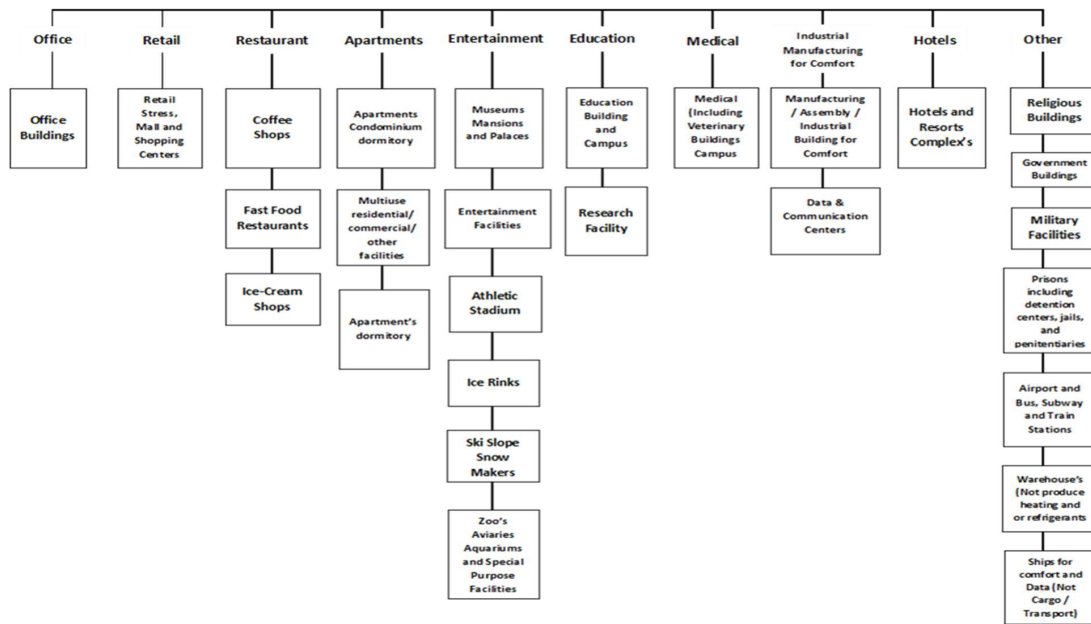 Office
Retail
Restaurant
Apartments
Entertainment
Education
Medical
Industrial
Manufacturing
for Comfort
Hotels
Other
Office
Buildings
Retail
Stress,
Mall and
Shopping
Centers
Coffee
Shops
Fast Food
Restaurants
Ice-Cream
Shops
Apartments
Condominium
dormitory
Multiuse
residential/
commercial/
other
facilities
Apartment's
dormitory
Museums
Mansions
and Palaces
Entertainment
Facilities
Athletic
Stadium
Ice Rinks
Ski Slope
Snow
Makers
Zoo's
Aviaries
Aquariums
and Special
Purpose
Facilities
Education
Building
and
Campus
Research
Facility
Medical
(Including
Veterinary
Buildings
Campus
Manufacturing
/ Assembly /
Industrial
Building for
Comfort
Data &
Communication
Centers
Hotels and
Resorts
Complex's
Religious
Buildings
Government
Buildings
Military
Facilities
Prisons
including
detention
centers, jails,
and
penitentiaries
Airport and
Bus, Subway
and Train
Stations
Warehouse's
(Not produce
heating and
or refrigerants
Ships for
comfort and
Data (Not
Cargo /
Transport)